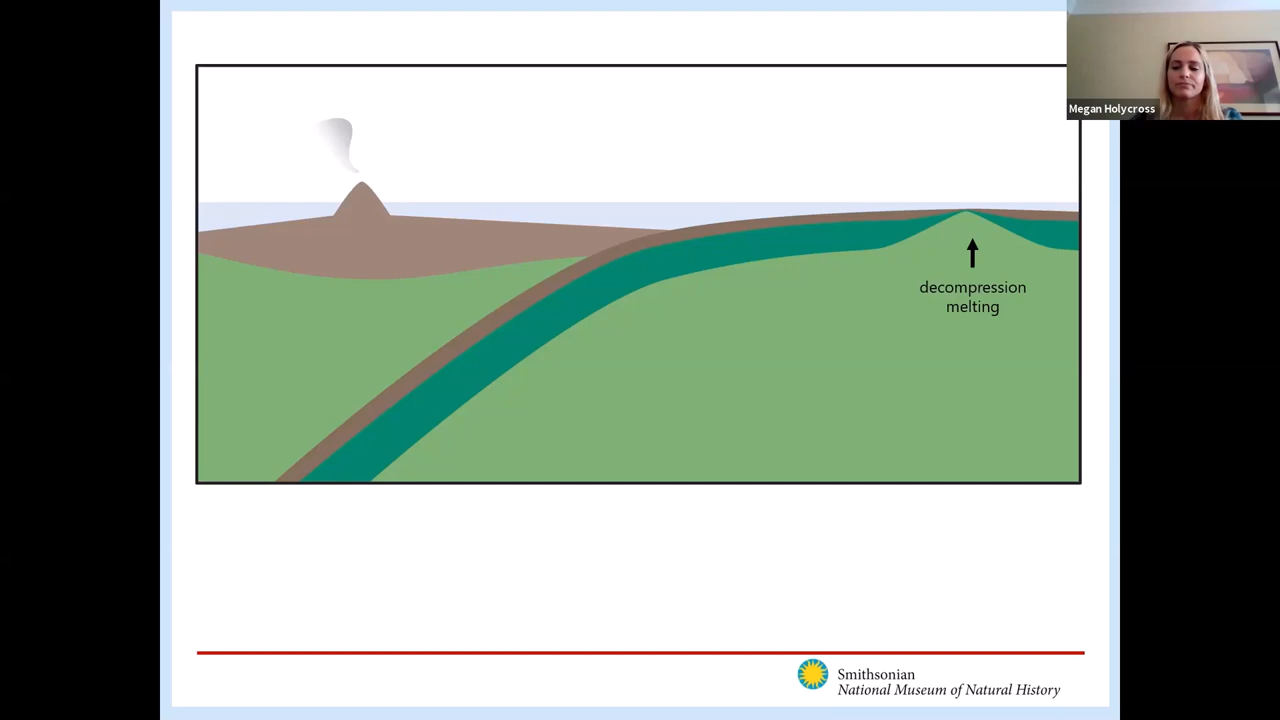 Megan Holycross
decompression
melting
Smithsonian
National Museum of Natural History